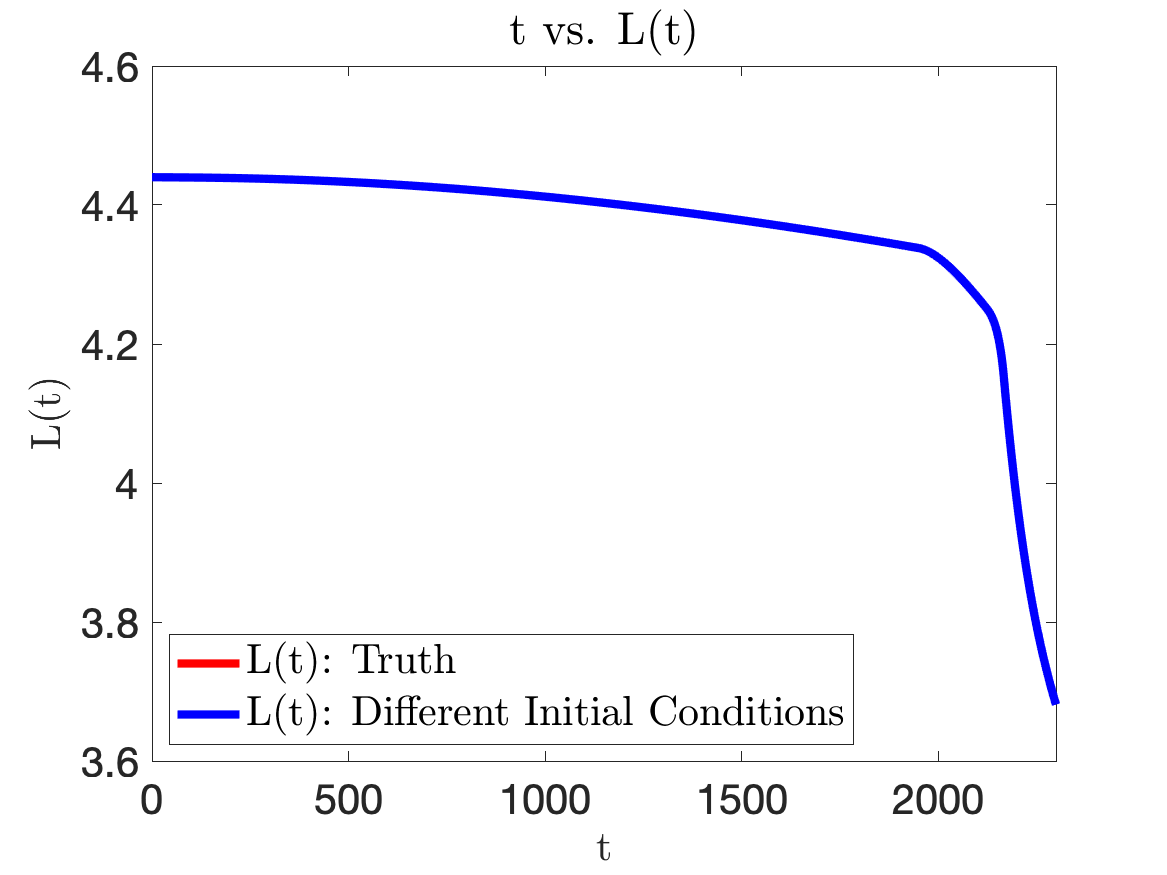 t vs. L(t)
4.6
4.4
4.2
4
3.8
3.6
L(t)
L(t): Truth
L(t): Different Initial Conditions
0 500 1000 1500 2000
t